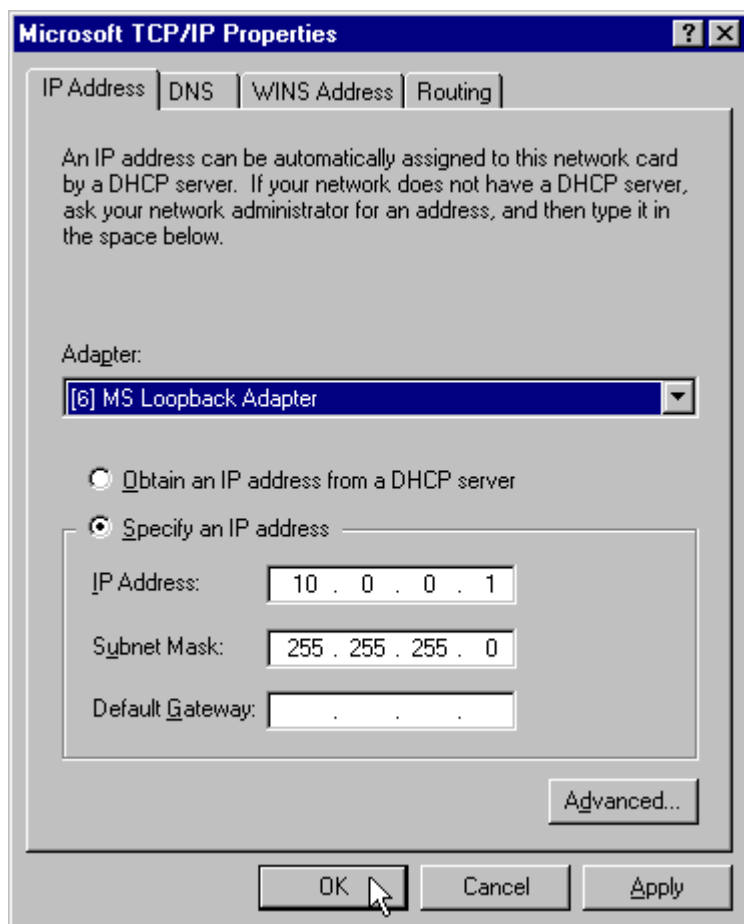 Microsoft TCP/IP Properties
IP Address DNS WINS Address Routing
An IP address can be automatically assigned to this network card
by a DHCP server. If your network does not have a DHCP server,
ask your network administrator for an address, and then type it in
the space below.
Adapter:
[6] MS Loopback Adapter
Obtain an IP address from a DHCP server
Specify an IP address
IP Address: 10 . 0 . 0 . 1
Subnet Mask: 255 . 255 . 255 . 0
Default Gateway: . . .
Advanced...
OK Cancel Apply